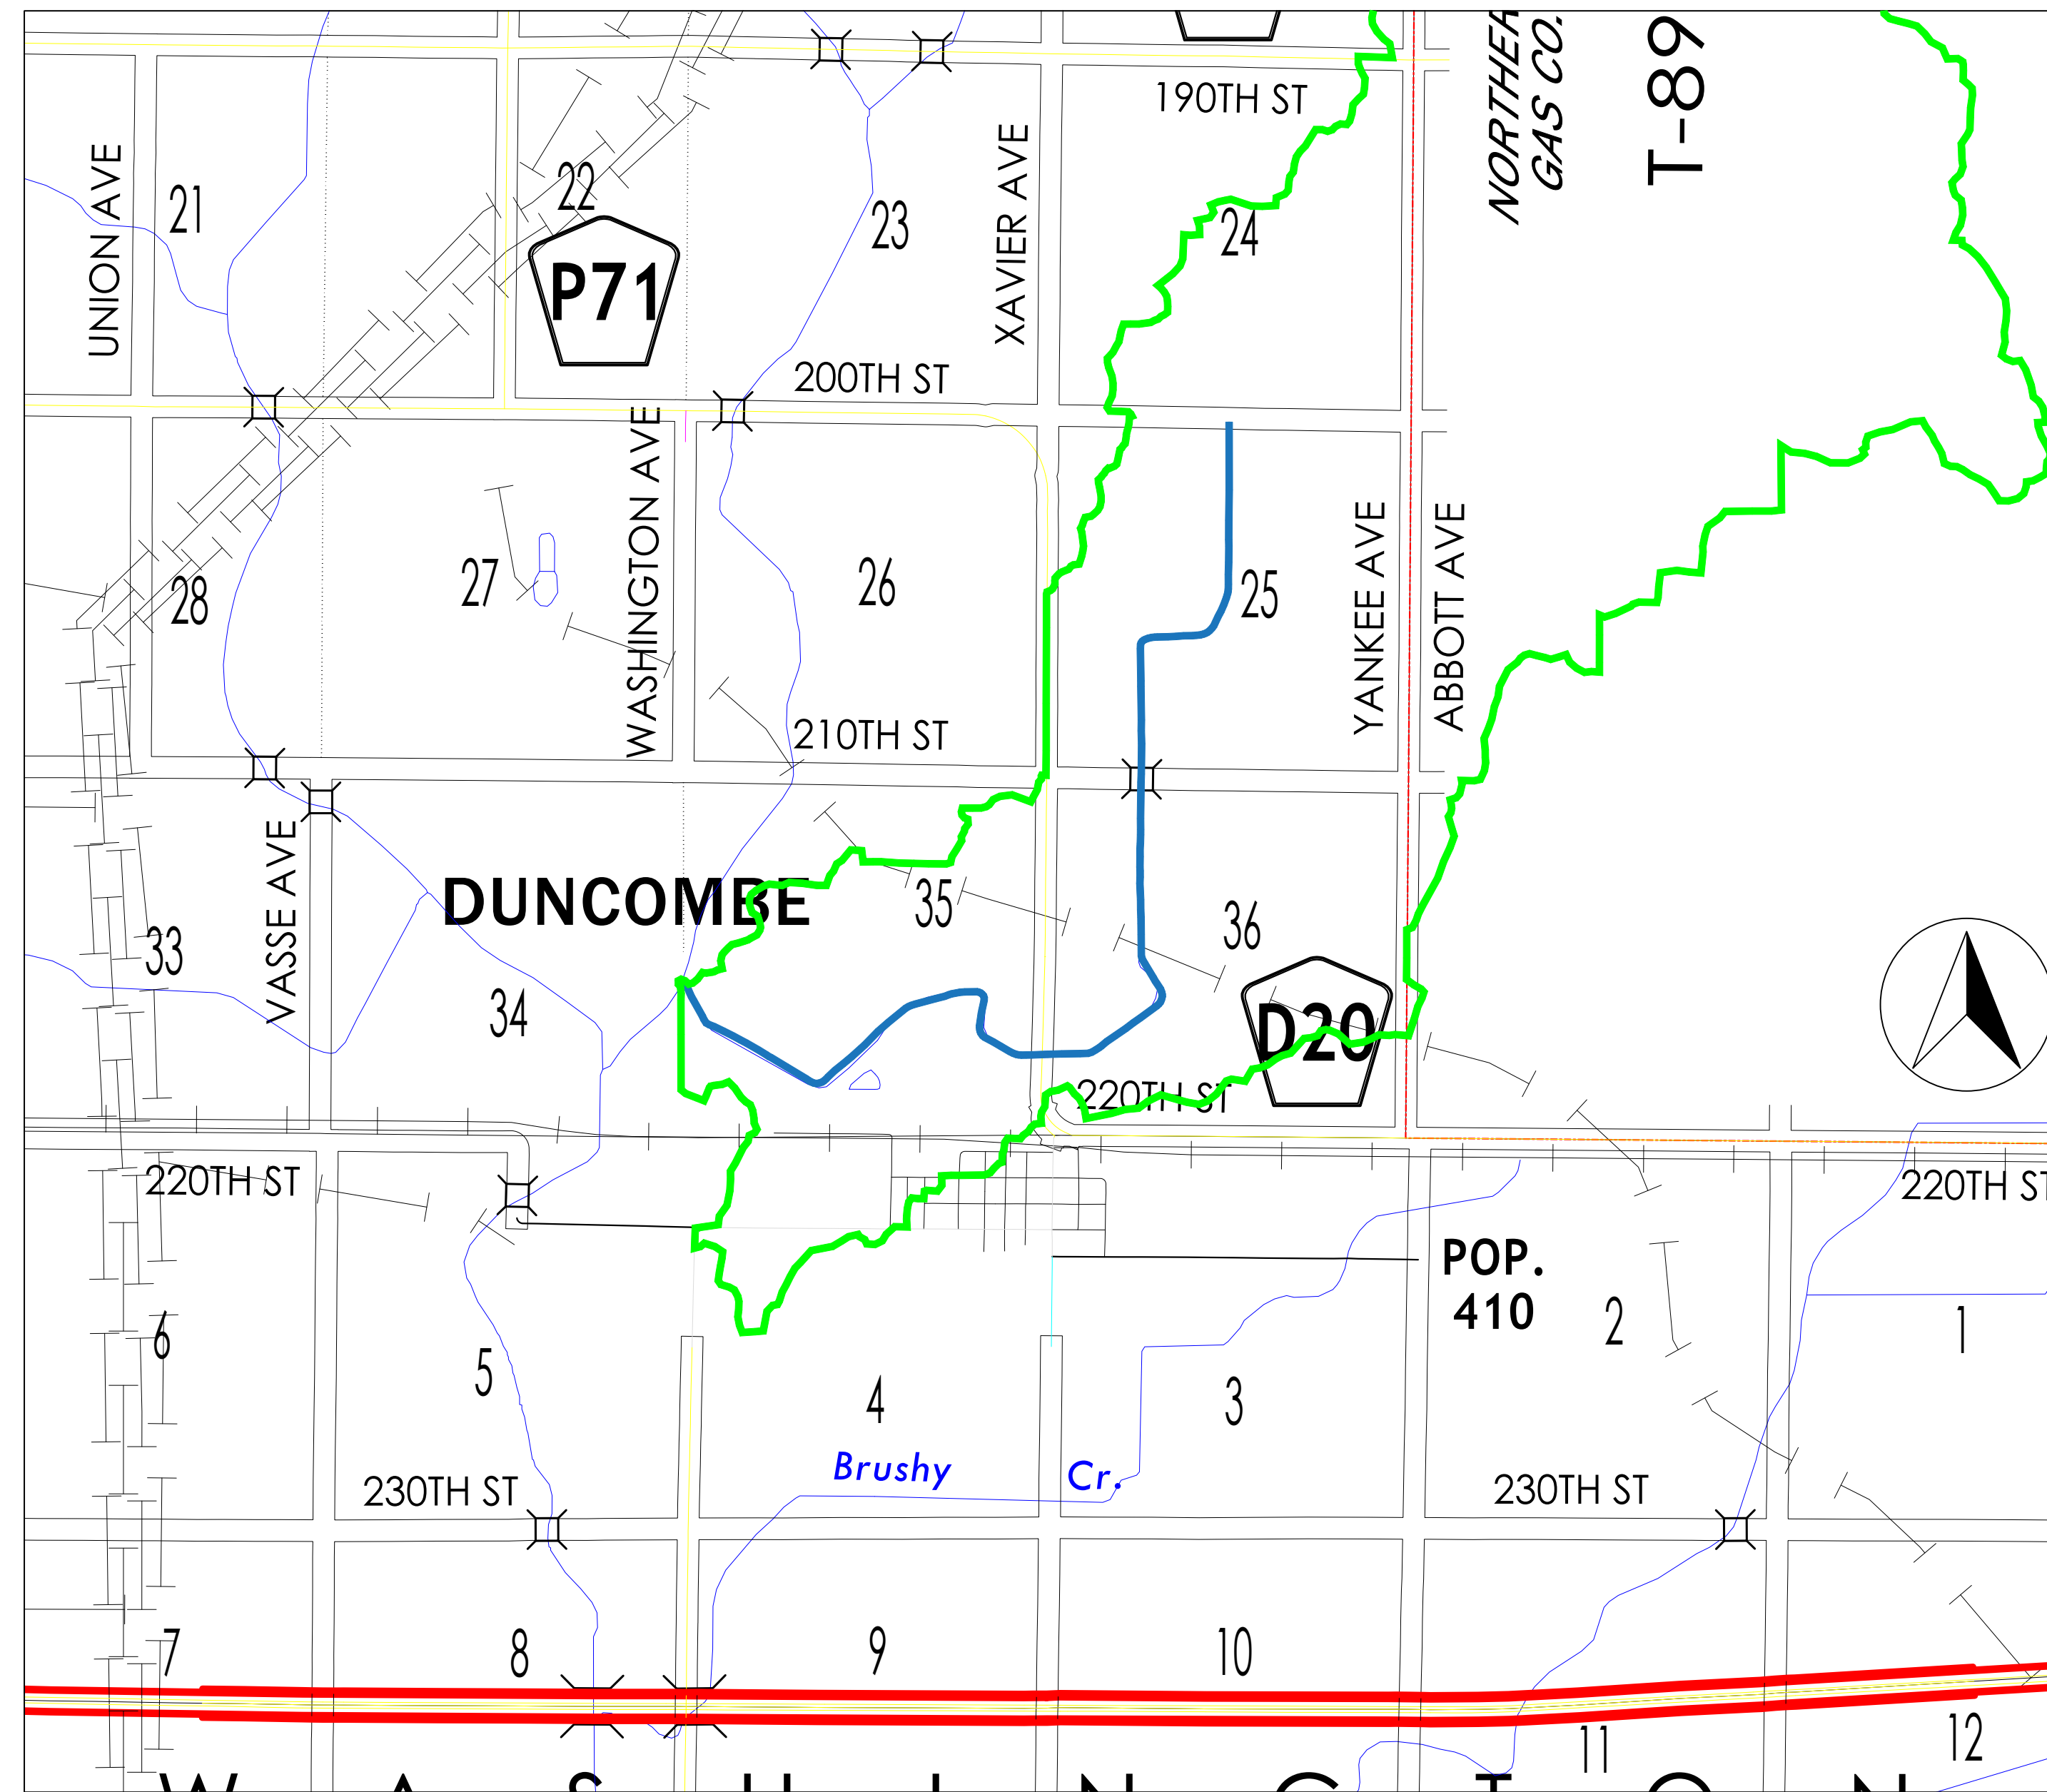 NORTHER
GAS CO.
T-89
190TH ST
UNION AVE
21
22
23
XAVIER AVE
24
P71
200TH ST
WASHINGTON AVE
YANKEE AVE
ABBOTT AVE
28
27
26
25
210TH ST
VASSE AVE
DUNCOMBE
35
36
33
34
D20
220TH ST
220TH ST
220TH ST
POP.
410
6
5
4
3
2
1
Brushy Cr.
230TH ST
230TH ST
7
8
9
10
11
12
W A S H I N G T O N